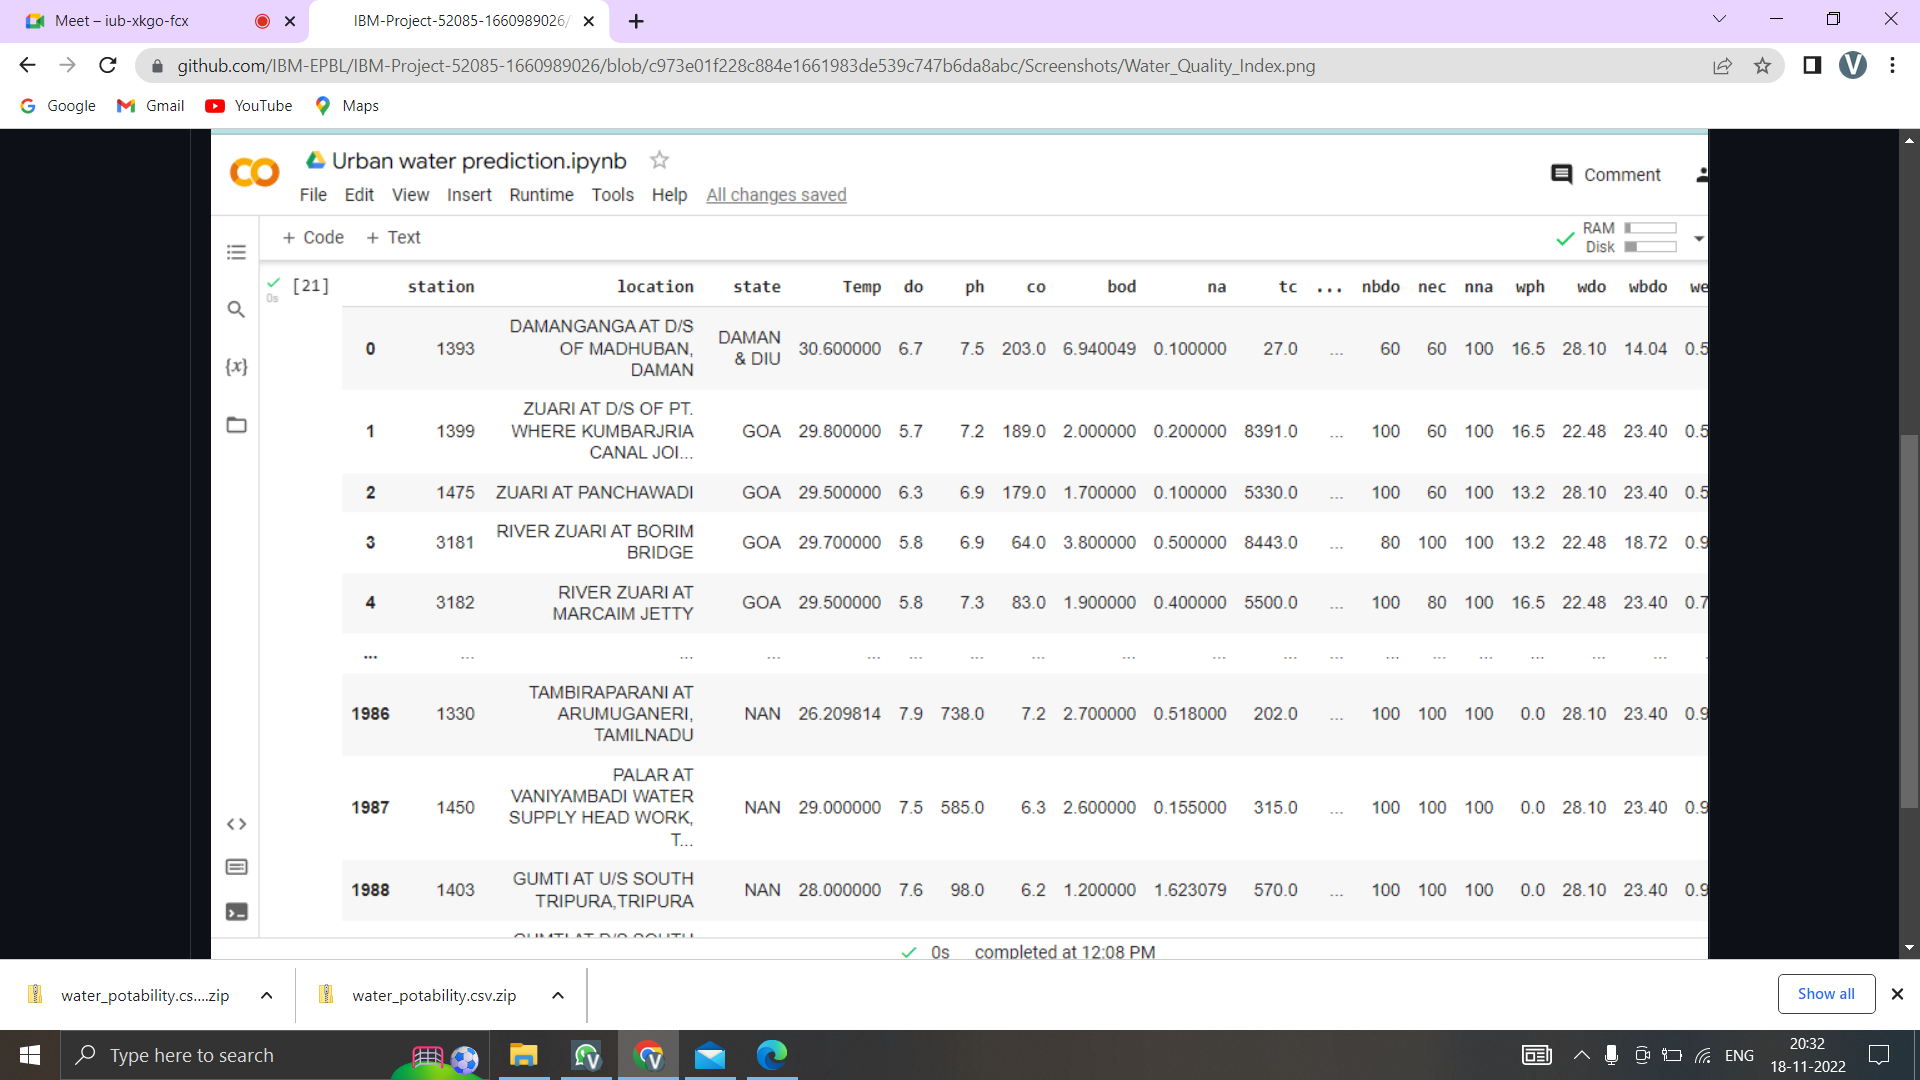 Meet – iub-xkgo-fcx
IBM-Project-52085-1660989026/
github.com/IBM-EPBL/IBM-Project-52085-1660989026/blob/c973e01f228c884e1661983de539c747b6da8abc/Screenshots/Water_Quality_Index.png
V
Google Gmail YouTube Maps
Urban water prediction.ipynb
Comment
File Edit View Insert Runtime Tools Help All changes saved
+ Code + Text
RAM
Disk
0s
[21] station location state Temp do ph co bod na tc ... nbdo nec nna wph wdo wbdo we
DAMANGANGA AT D/S
OF MADHUBAN,
DAMAN
DAMAN
& DIU
0 1393 30.600000 6.7 7.5 203.0 6.940049 0.100000 27.0 ... 60 60 100 16.5 28.10 14.04 0.5
ZUARI AT D/S OF PT.
WHERE KUMBARJRIA
CANAL JOI...
1 1399 GOA 29.800000 5.7 7.2 189.0 2.000000 0.200000 8391.0 ... 100 60 100 16.5 22.48 23.40 0.5
2 1475 ZUARI AT PANCHAWADI GOA 29.500000 6.3 6.9 179.0 1.700000 0.100000 5330.0 ... 100 60 100 13.2 28.10 23.40 0.5
RIVER ZUARI AT BORIM
BRIDGE
3 3181 GOA 29.700000 5.8 6.9 64.0 3.800000 0.500000 8443.0 ... 80 100 100 13.2 22.48 18.72 0.9
RIVER ZUARI AT
MARCAIM JETTY
4 3182 GOA 29.500000 5.8 7.3 83.0 1.900000 0.400000 5500.0 ... 100 80 100 16.5 22.48 23.40 0.7
... ... ... ... ... ... ... ... ... ... ... ... ... ... ... ... ... ...
TAMBIRAPARANI AT
ARUMUGANERI,
TAMILNADU
1986 1330 NAN 26.209814 7.9 738.0 7.2 2.700000 0.518000 202.0 ... 100 100 100 0.0 28.10 23.40 0.9
PALAR AT
VANIYAMBADI WATER
SUPPLY HEAD WORK,
T...
1987 1450 NAN 29.000000 7.5 585.0 6.3 2.600000 0.155000 315.0 ... 100 100 100 0.0 28.10 23.40 0.9
GUMTI AT U/S SOUTH
TRIPURA,TRIPURA
1988 1403 NAN 28.000000 7.6 98.0 6.2 1.200000 1.623079 570.0 ... 100 100 100 0.0 28.10 23.40 0.9
GUMTI AT D/S SOUTH
0s completed at 12:08 PM
water_potability.cs....zip
water_potability.csv.zip
Show all
Type here to search
ENG
20:32
18-11-2022